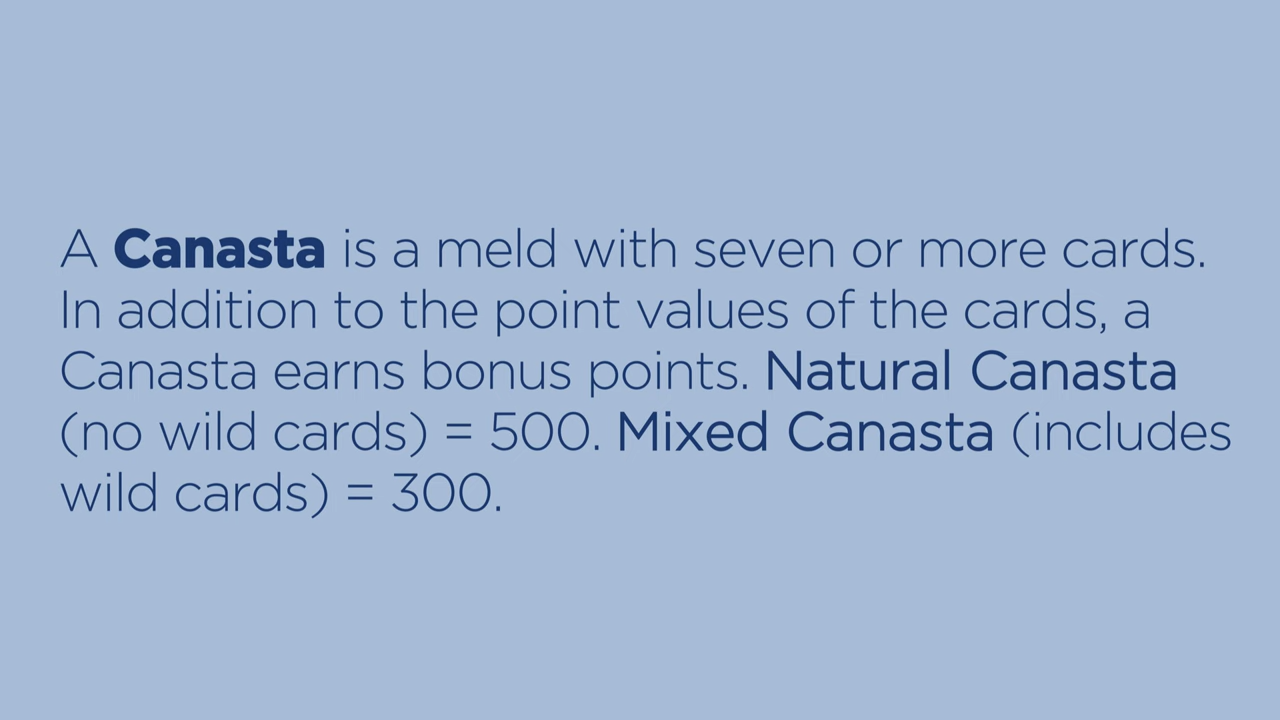 A Canasta is a meld with seven or more cards.
In addition to the point values of the cards, a
Canasta earns bonus points. Natural Canasta
(no wild cards) = 500. Mixed Canasta (includes
wild cards) = 300.